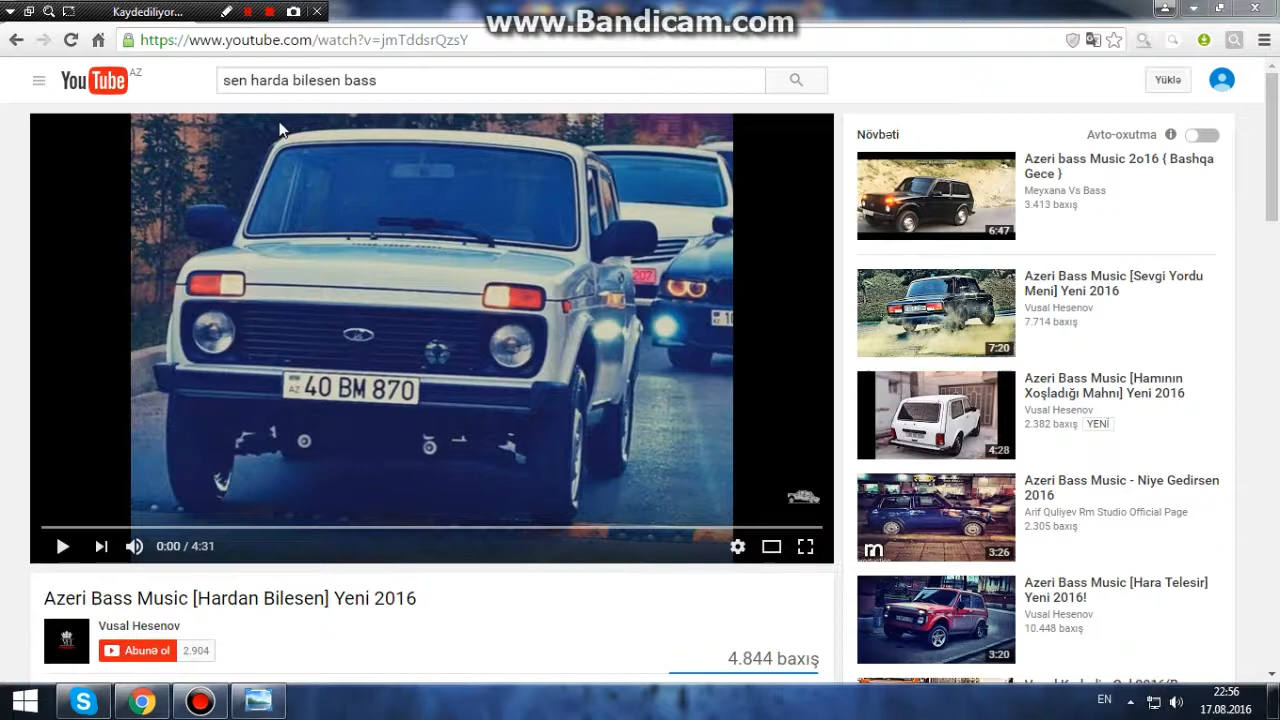 Kaydediliyor...
www.Bandicam.com
https://www.youtube.com/watch?v=jmTddsrQzsY
YouTube AZ
sen harda bilesen bass
Yüklə
207
AZ 40 BM 870
0:00 / 4:31
Azeri Bass Music [Hardan Bilesen] Yeni 2016
Vusal Hesenov
Abunə ol 2.904
4.844 baxış
Növbəti
Avto-oxutma
Azeri bass Music 2o16 { Bashqa
Gece }
Meyxana Vs Bass
3.413 baxış
6:47
Azeri Bass Music [Sevgi Yordu
Meni] Yeni 2016
Vusal Hesenov
7.714 baxış
7:20
Azeri Bass Music [Hamının
Xoşladığı Mahnı] Yeni 2016
Vusal Hesenov
2.382 baxış YENİ
4:28
Azeri Bass Music - Niye Gedirsen
2016
Arif Quliyev Rm Studio Official Page
2.305 baxış
3:26
Azeri Bass Music [Hara Telesir]
Yeni 2016!
Vusal Hesenov
10.448 baxış
3:20
EN
22:56
17.08.2016